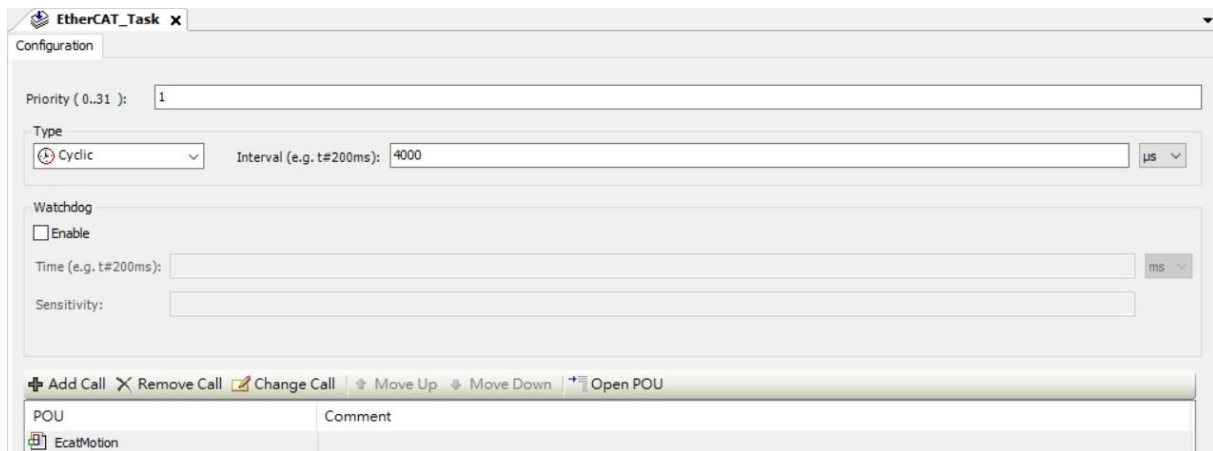 EtherCAT_Task x
Configuration
Priority ( 0..31 ): 1
Type
Cyclic Interval (e.g. t#200ms): 4000 µs
Watchdog
Enable
Time (e.g. t#200ms): ms
Sensitivity:
Add Call Remove Call Change Call Move Up Move Down Open POU
POU Comment
EcatMotion